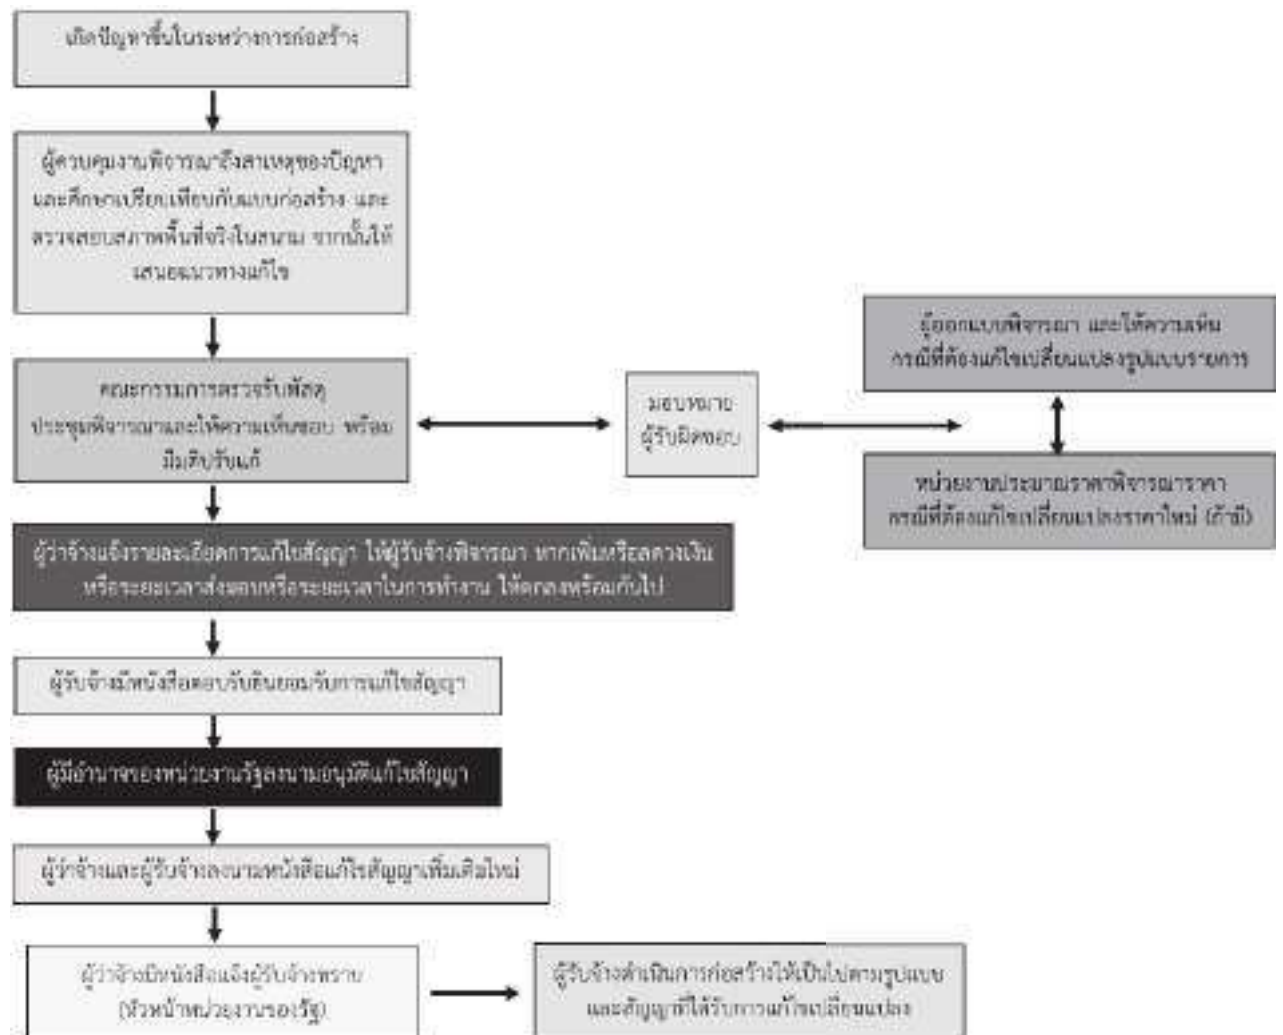 เกิดปัญหาขึ้นในระหว่างการก่อสร้าง
ผู้ควบคุมงานพิจารณาถึงสาเหตุของปัญหา
และศึกษาเปรียบเทียบกับแบบก่อสร้าง และ
ตรวจสอบสภาพพื้นที่จริงในสนาม จากนั้นให้
เสนอแนวทางแก้ไข
คณะกรรมการตรวจรับพัสดุ
ประชุมพิจารณาและให้ความเห็นชอบ พร้อม
มีมติปรับแก้
มอบหมาย
ผู้รับผิดชอบ
ผู้ออกแบบพิจารณา และให้ความเห็น
กรณีที่ต้องแก้ไขเปลี่ยนแปลงรูปแบบรายการ
หน่วยงานประมาณราคาพิจารณาราคา
กรณีที่ต้องแก้ไขเปลี่ยนแปลงราคาใหม่ (ถ้ามี)
ผู้ว่าจ้างแจ้งรายละเอียดการแก้ไขสัญญา ให้ผู้รับจ้างพิจารณา หากเพิ่มหรือลดวงเงิน
หรือระยะเวลาส่งมอบหรือระยะเวลาในการทำงาน ให้ตกลงพร้อมกันไป
ผู้รับจ้างมีหนังสือตอบรับยินยอมรับการแก้ไขสัญญา
ผู้มีอำนาจของหน่วยงานรัฐลงนามอนุมัติแก้ไขสัญญา
ผู้ว่าจ้างและผู้รับจ้างลงนามหนังสือแก้ไขสัญญาเพิ่มเติมใหม่
ผู้ว่าจ้างมีหนังสือแจ้งผู้รับจ้างทราบ
(หัวหน้าหน่วยงานของรัฐ)
ผู้รับจ้างดำเนินการก่อสร้างให้เป็นไปตามรูปแบบ
และสัญญาที่ได้รับการแก้ไขเปลี่ยนแปลง